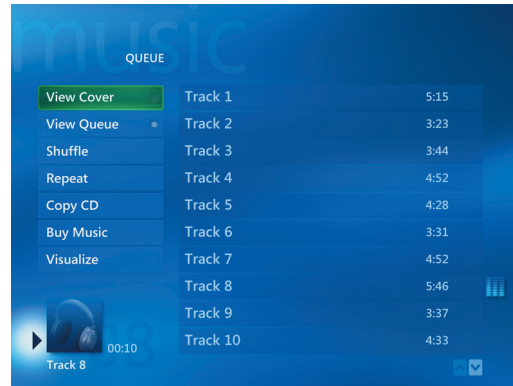 music
QUEUE
View Cover
View Queue
Shuffle
Repeat
Copy CD
Buy Music
Visualize
Track 1 5:15
Track 2 3:23
Track 3 3:44
Track 4 4:52
Track 5 4:28
Track 6 3:31
Track 7 4:52
Track 8 5:46
Track 9 3:37
Track 10 4:33
00:10
Track 8